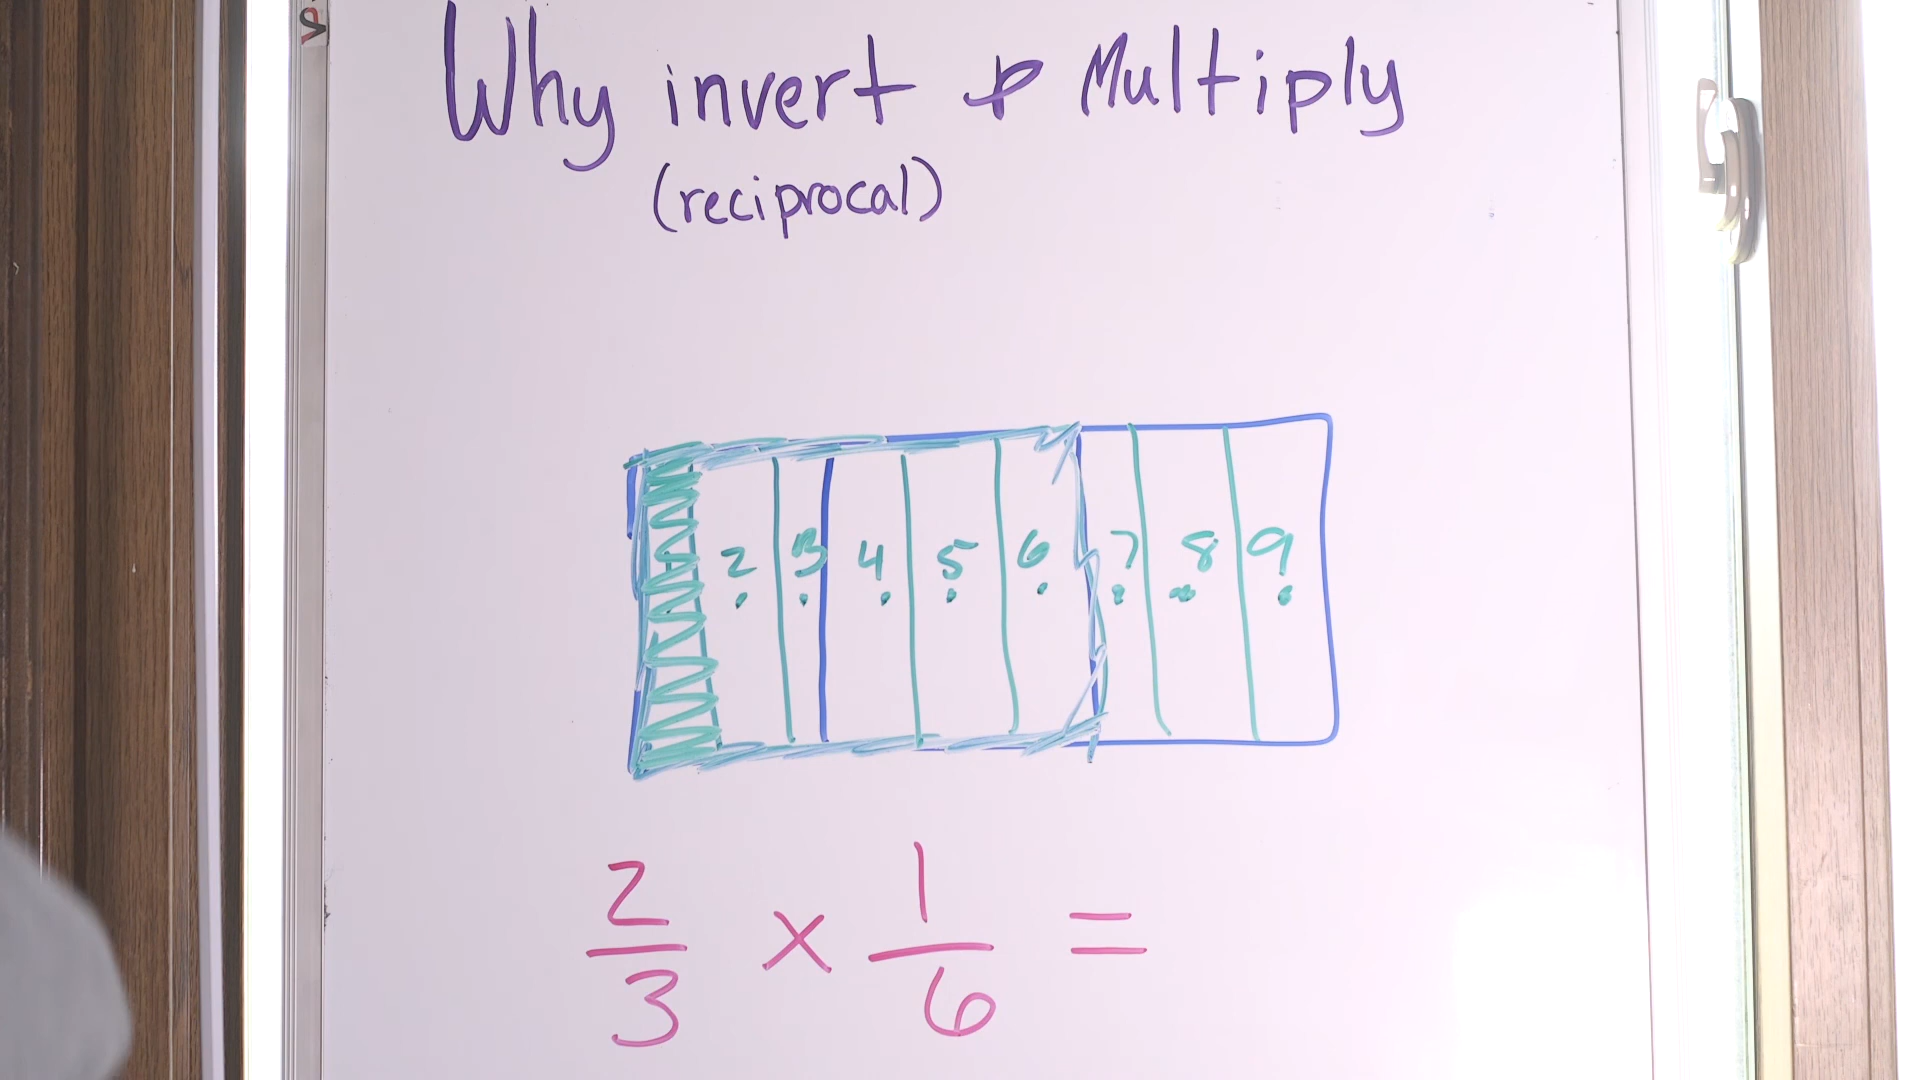 Why invert & Multiply
(reciprocal)
2 3 4 5 6 7 8 9
2/3 × 1/6 =